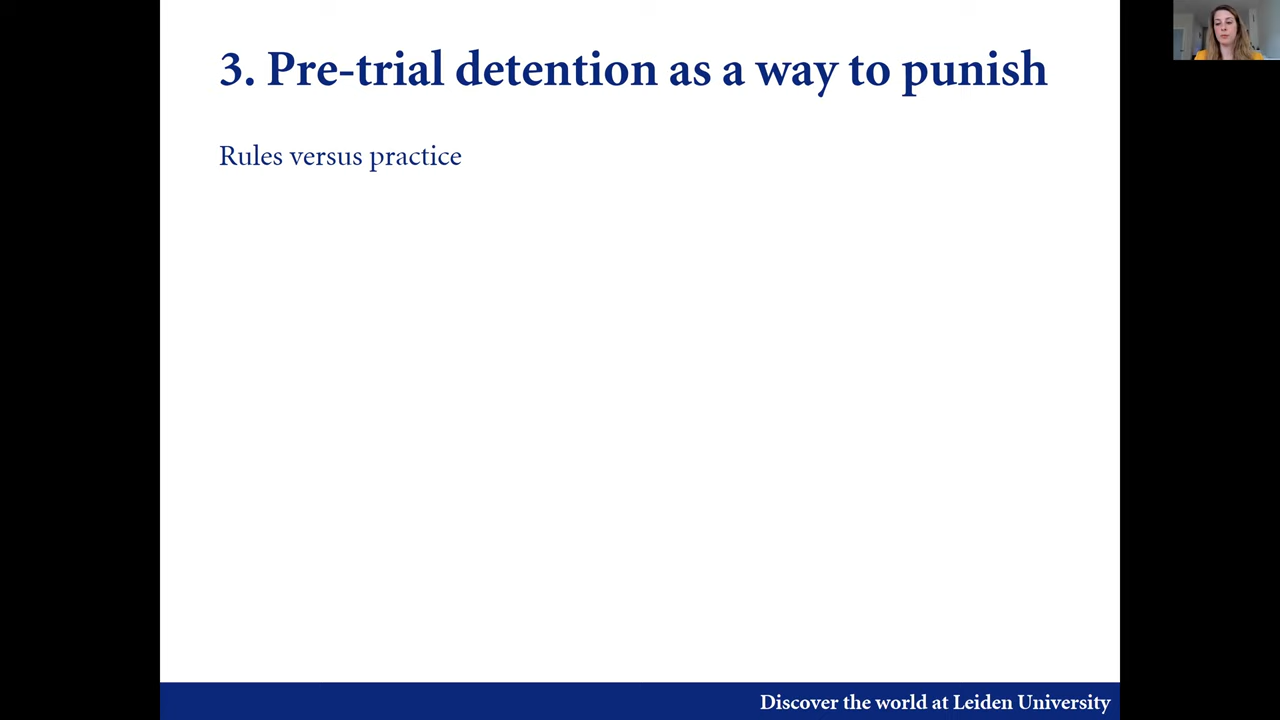 3. Pre-trial detention as a way to punish
Rules versus practice
Discover the world at Leiden University